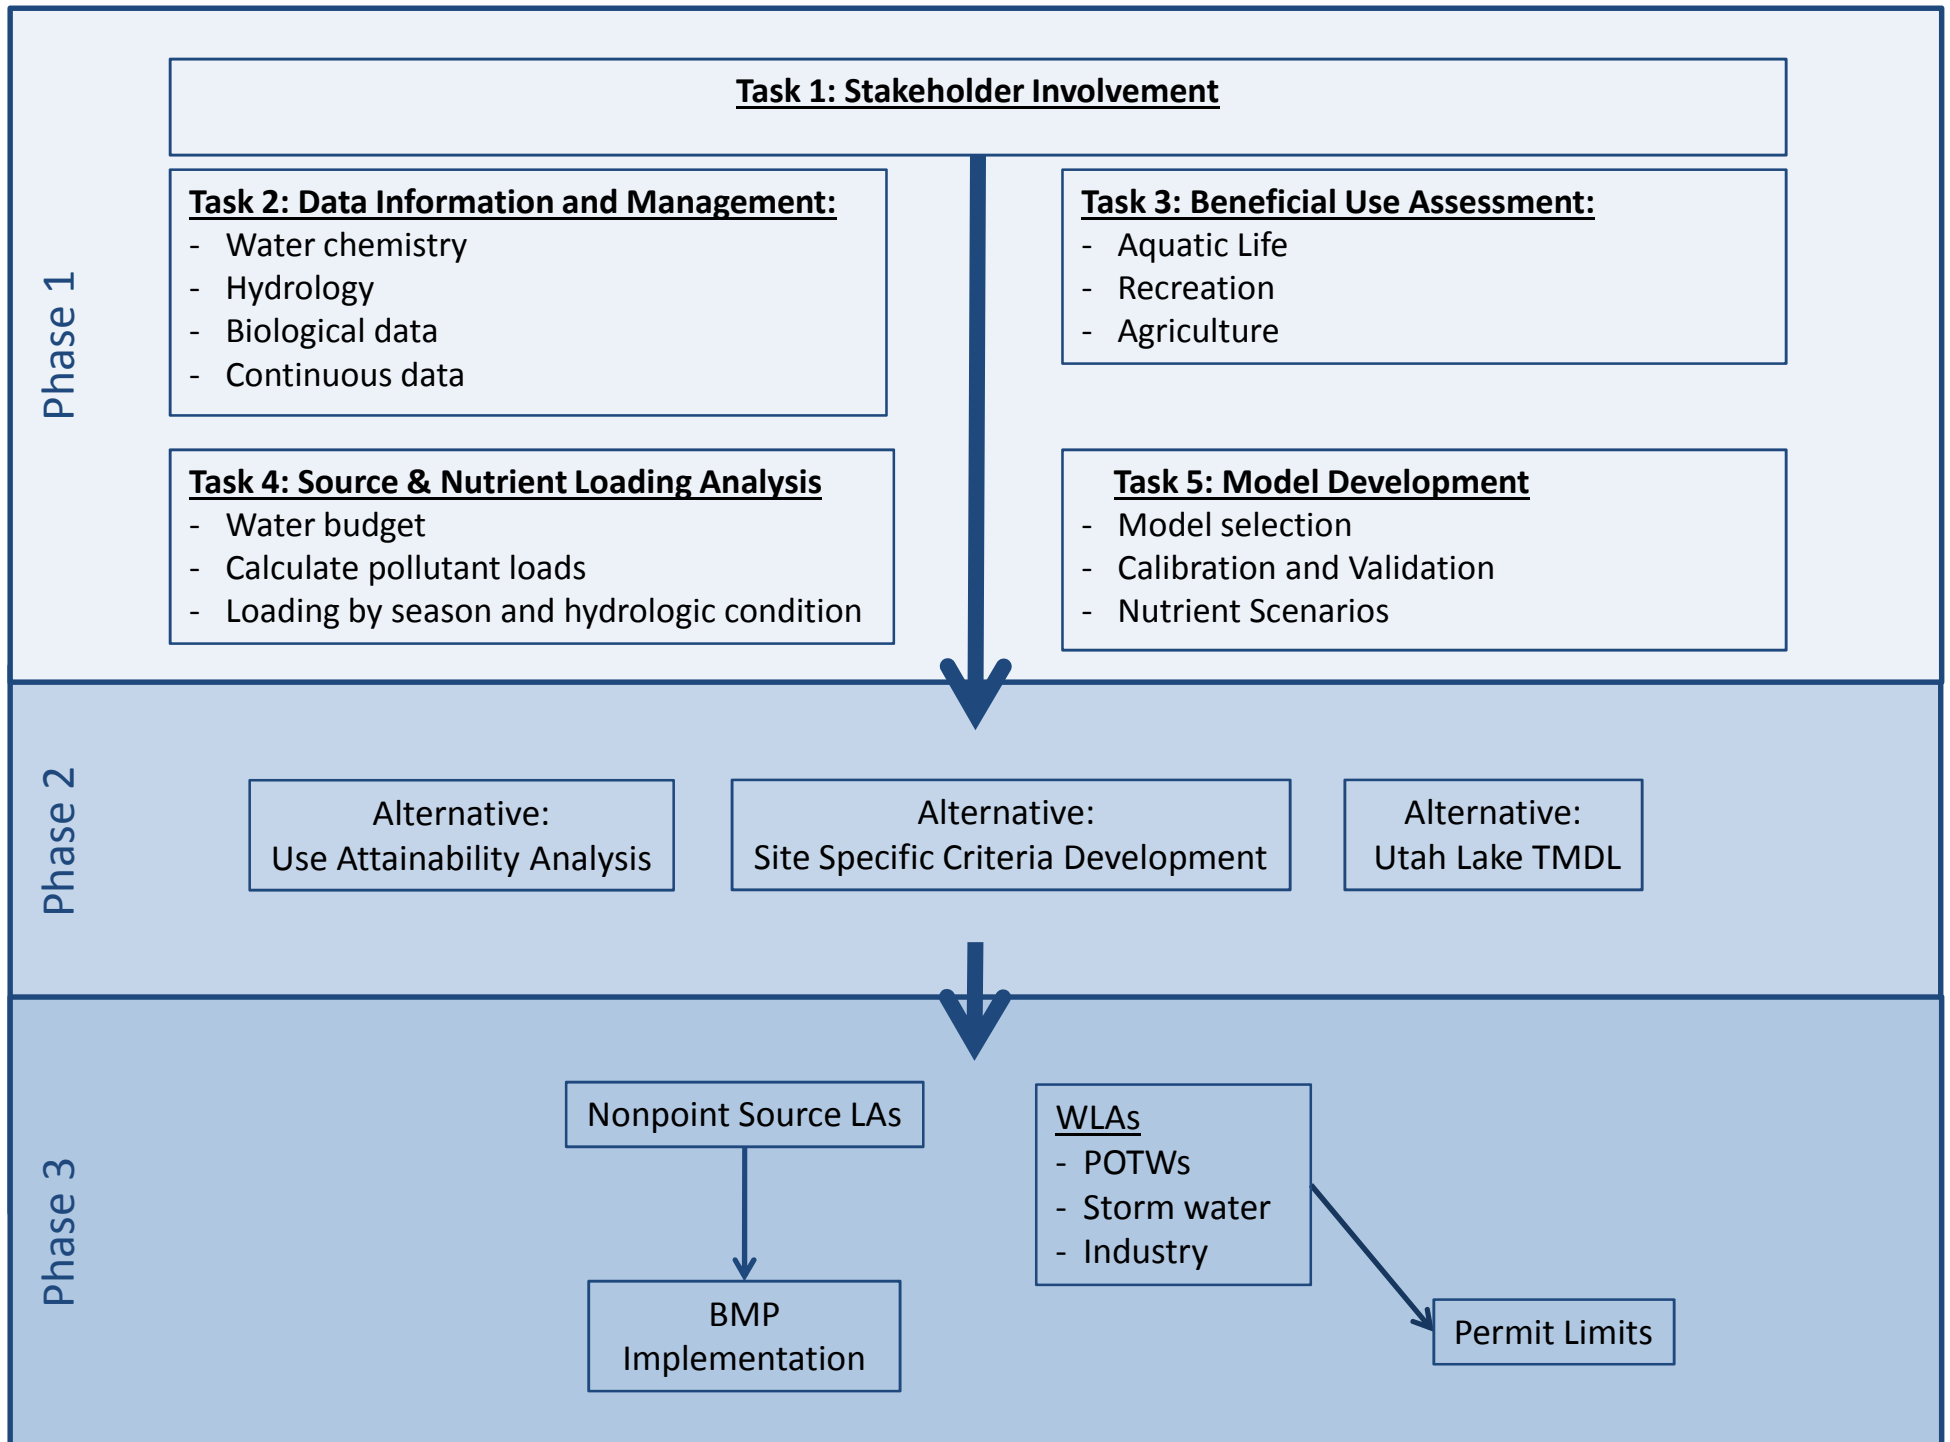 Phase 1
Task 1: Stakeholder Involvement
Task 2: Data Information and Management:
- Water chemistry
- Hydrology
- Biological data
- Continuous data
Task 3: Beneficial Use Assessment:
- Aquatic Life
- Recreation
- Agriculture
Task 4: Source & Nutrient Loading Analysis
- Water budget
- Calculate pollutant loads
- Loading by season and hydrologic condition
Task 5: Model Development
- Model selection
- Calibration and Validation
- Nutrient Scenarios
Phase 2
Alternative:
Use Attainability Analysis
Alternative:
Site Specific Criteria Development
Alternative:
Utah Lake TMDL
Phase 3
Nonpoint Source LAs
BMP
Implementation
WLAs
- POTWs
- Storm water
- Industry
Permit Limits